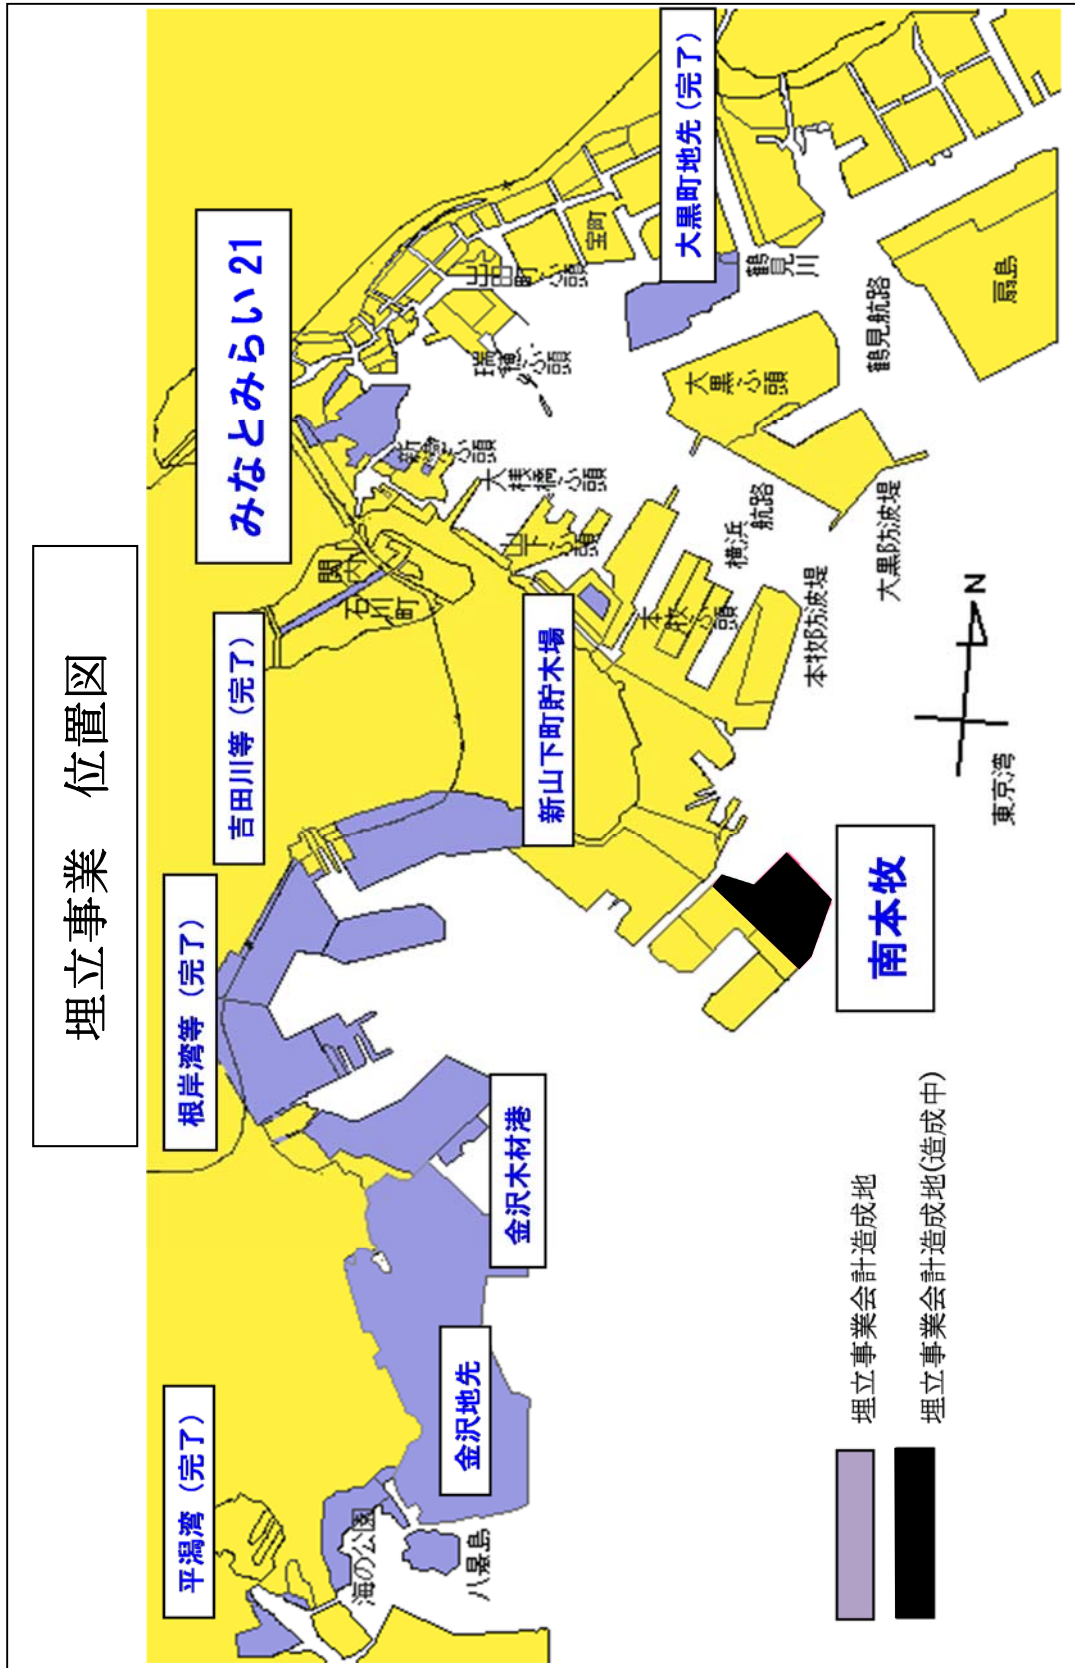 埋立事業 位置図
みなとみらい21
大黒町地先(完了)
吉田川等(完了)
根岸湾等(完了)
平潟湾(完了)
新山下町貯木場
金沢木材港
金沢地先
南本牧
関内
石川町
新港ふ頭
大桟橋ふ頭
山下ふ頭
本牧ふ頭
瑞穂ふ頭
山田町ふ頭
宝町
鶴見川
大黒ふ頭
扇島
鶴見航路
横浜
航路
大黒防波堤
本牧防波堤
東京湾
N
海の公園
八景島
埋立事業会計造成地
埋立事業会計造成地(造成中)